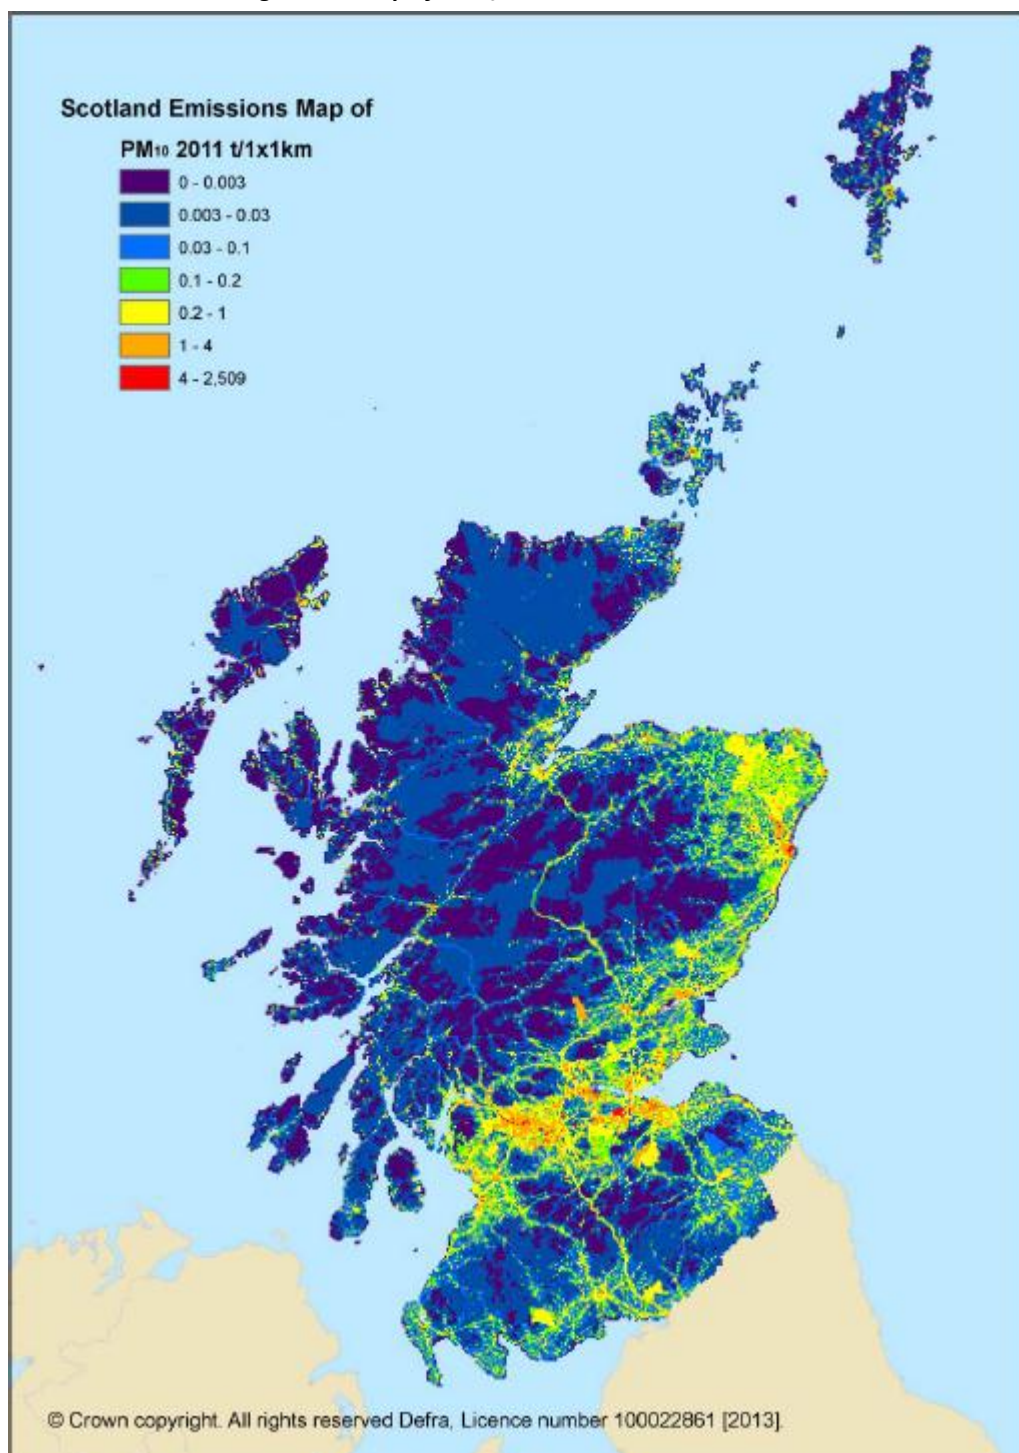 Scotland Emissions Map of
PM10 2011 t/1x1km
0 - 0.003
0.003 - 0.03
0.03 - 0.1
0.1 - 0.2
0.2 - 1
1 - 4
4 - 2,509
© Crown copyright. All rights reserved Defra, Licence number 100022861 [2013].